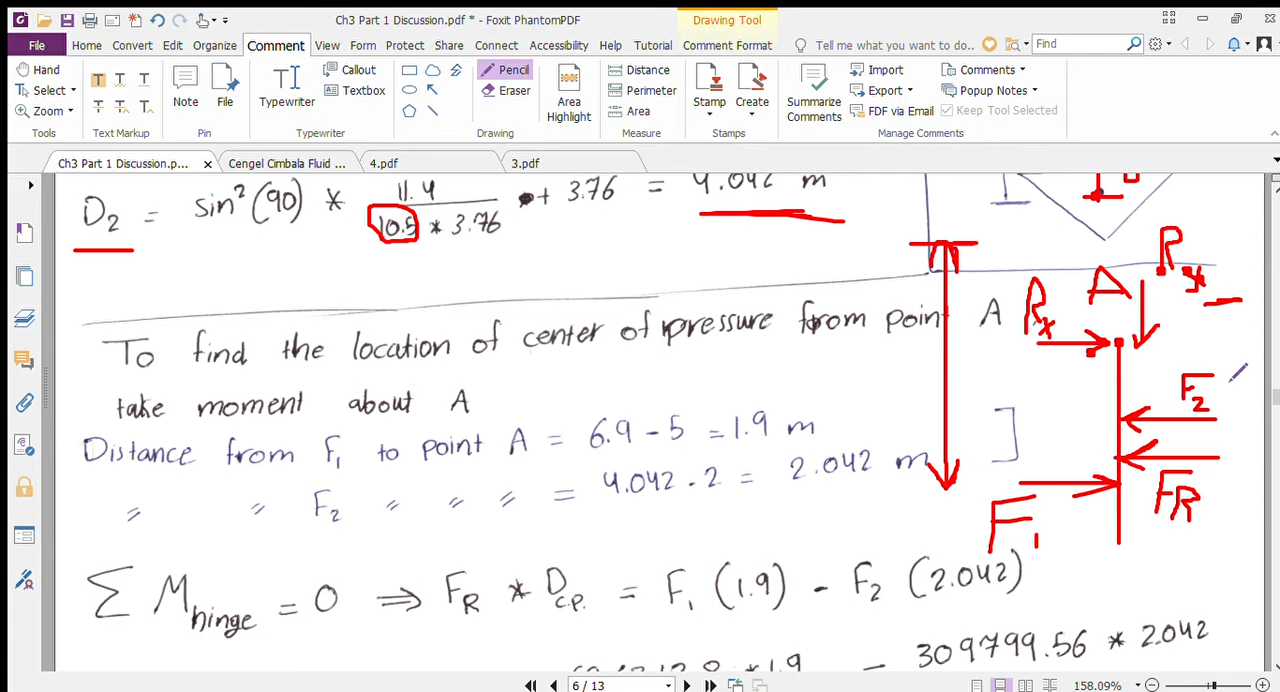 Ch3 Part 1 Discussion.pdf * - Foxit PhantomPDF
Drawing Tool
File Home Convert Edit Organize Comment View Form Protect Share Connect Accessibility Help Tutorial Comment Format Tell me what you want to do.. Find
Hand Callout Pencil Distance Import Comments
Select Note File Typewriter Textbox Eraser Area Highlight Perimeter Stamp Create Summarize Comments Export Popup Notes
Zoom Area FDF via Email Keep Tool Selected
Tools Text Markup Pin Typewriter Drawing Measure Stamps Manage Comments
Ch3 Part 1 Discussion.p... × Cengel Cimbala Fluid ... 4.pdf 3.pdf
D2 = sin²(90) * 11.4 / 10.5 * 3.76 + 3.76 = 4.042 m
To find the location of center of pressure from point A
take moment about A
Distance from F1 to point A = 6.9 - 5 = 1.9 m
〃 〃 F2 〃 〃 〃 = 4.042 - 2 = 2.042 m
A
Rx
F2
FR
F1
Σ M hinge = 0 ⇒ FR * Dc.p. = F1 (1.9) - F2 (2.042)
*1.9 - 309799.56 * 2.042
6 / 13
158.09%